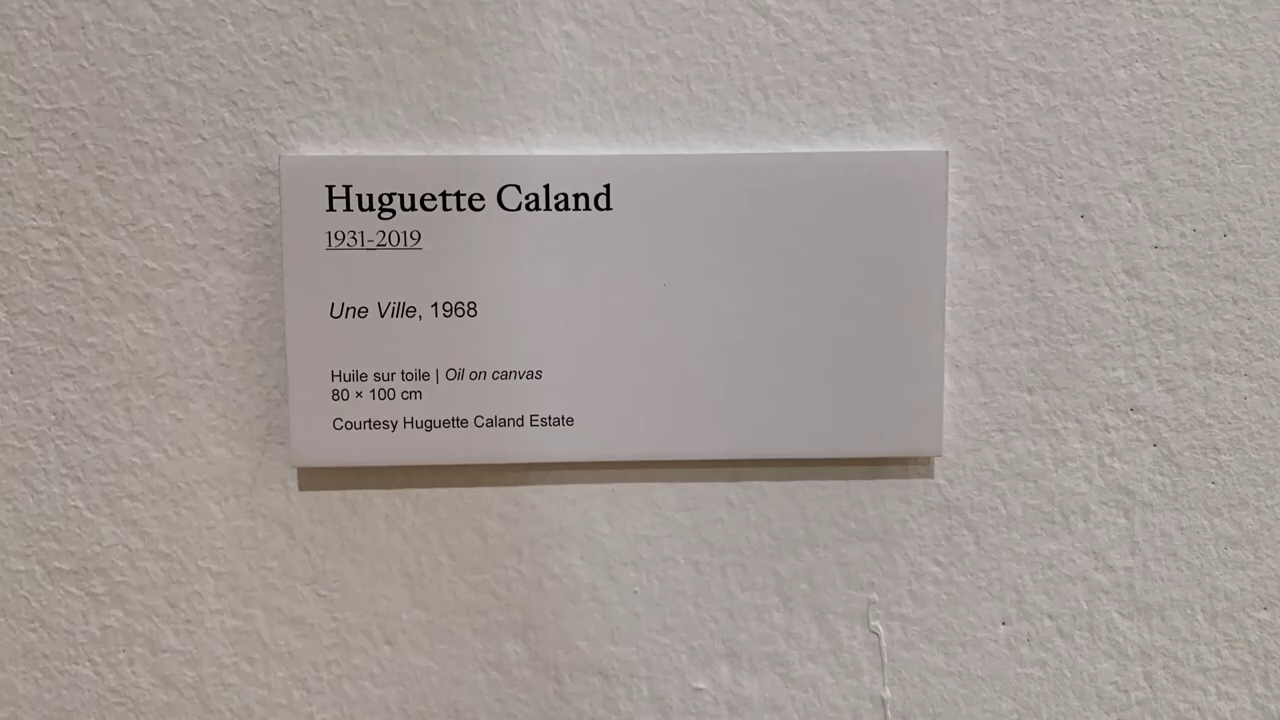 Huguette Caland
1931-2019
Une Ville, 1968
Huile sur toile | Oil on canvas
80 × 100 cm
Courtesy Huguette Caland Estate